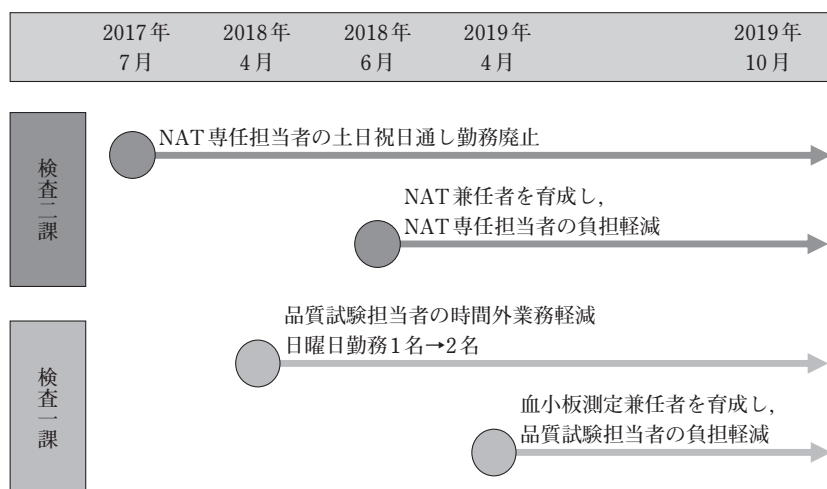 2017年
7月
2018年
4月
2018年
6月
2019年
4月
2019年
10月
検査二課
NAT専任担当者の土日祝日通し勤務廃止
NAT兼任者を育成し，
NAT専任担当者の負担軽減
検査一課
品質試験担当者の時間外業務軽減
日曜日勤務1名→2名
血小板測定兼任者を育成し，
品質試験担当者の負担軽減